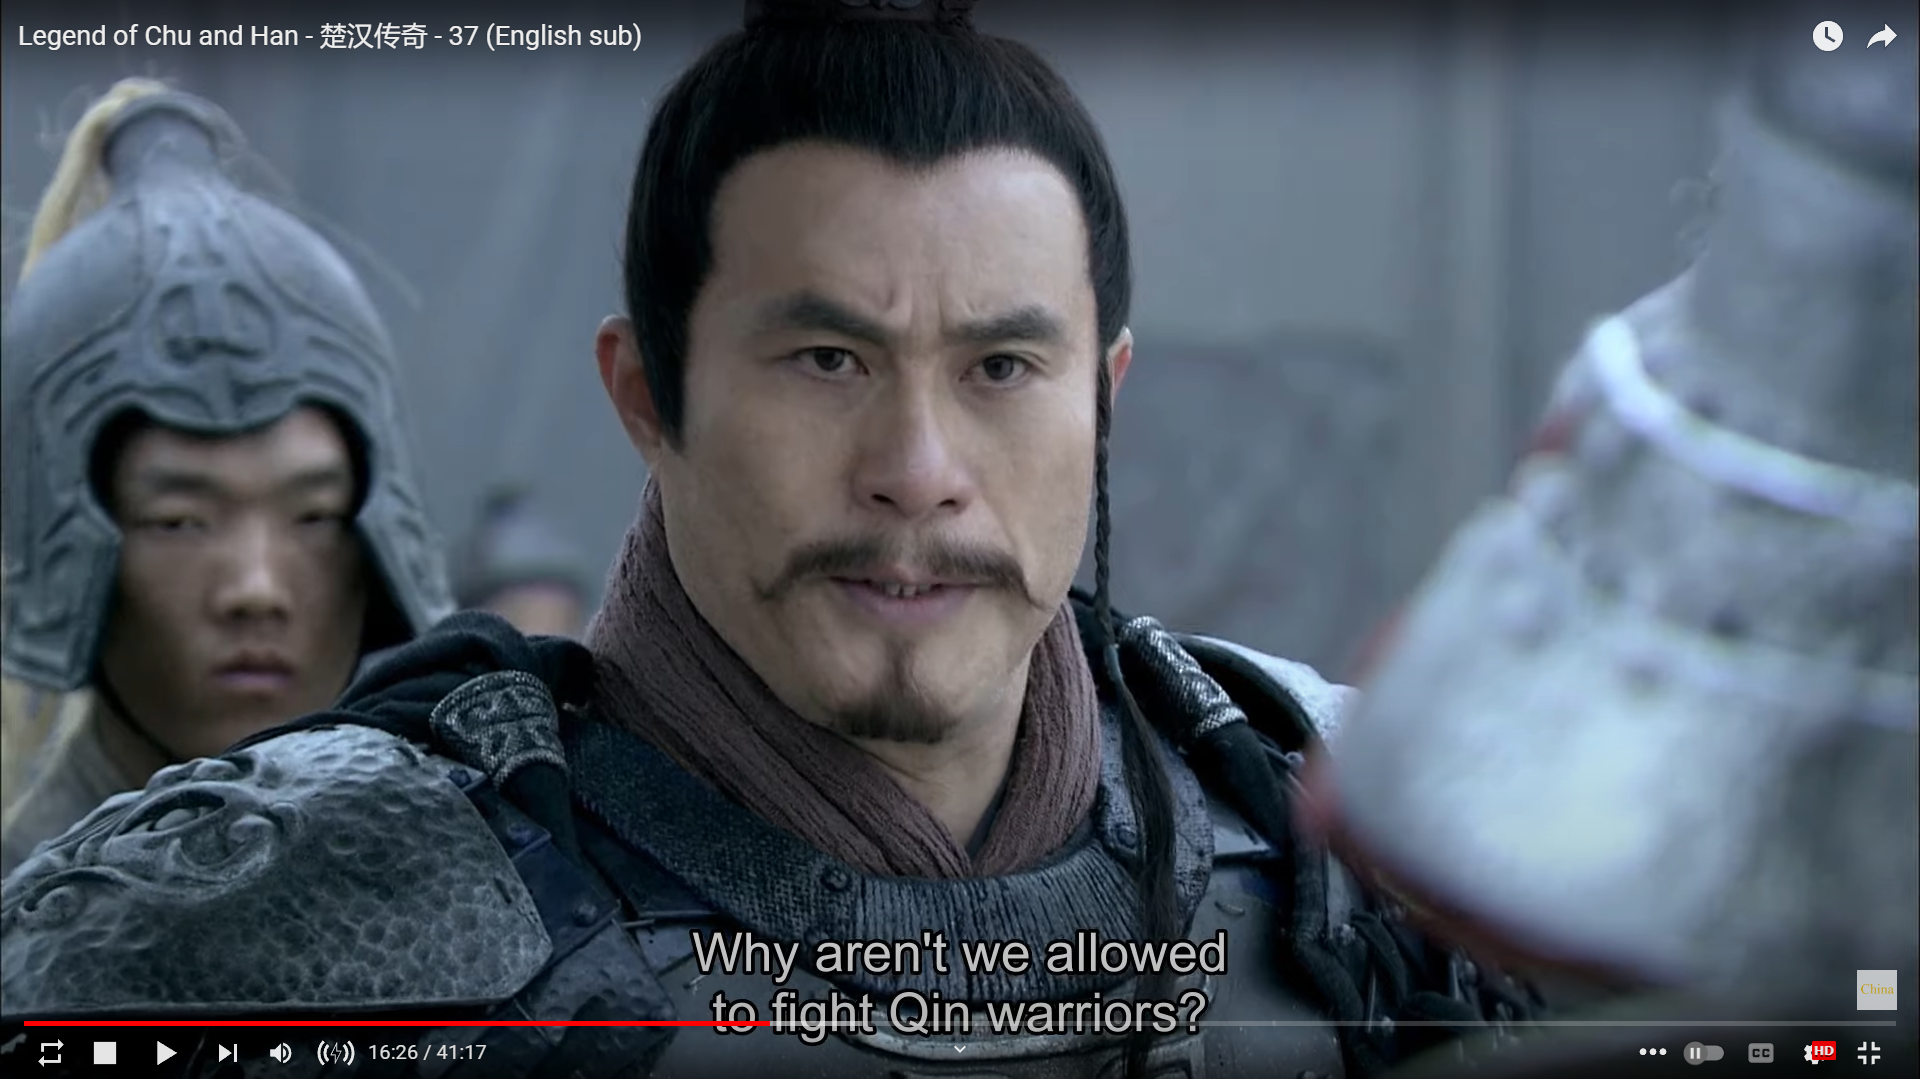 Legend of Chu and Han - 楚汉传奇 - 37 (English sub)
Why aren't we allowed
to fight Qin warriors?
China
16:26 / 41:17
CC
HD